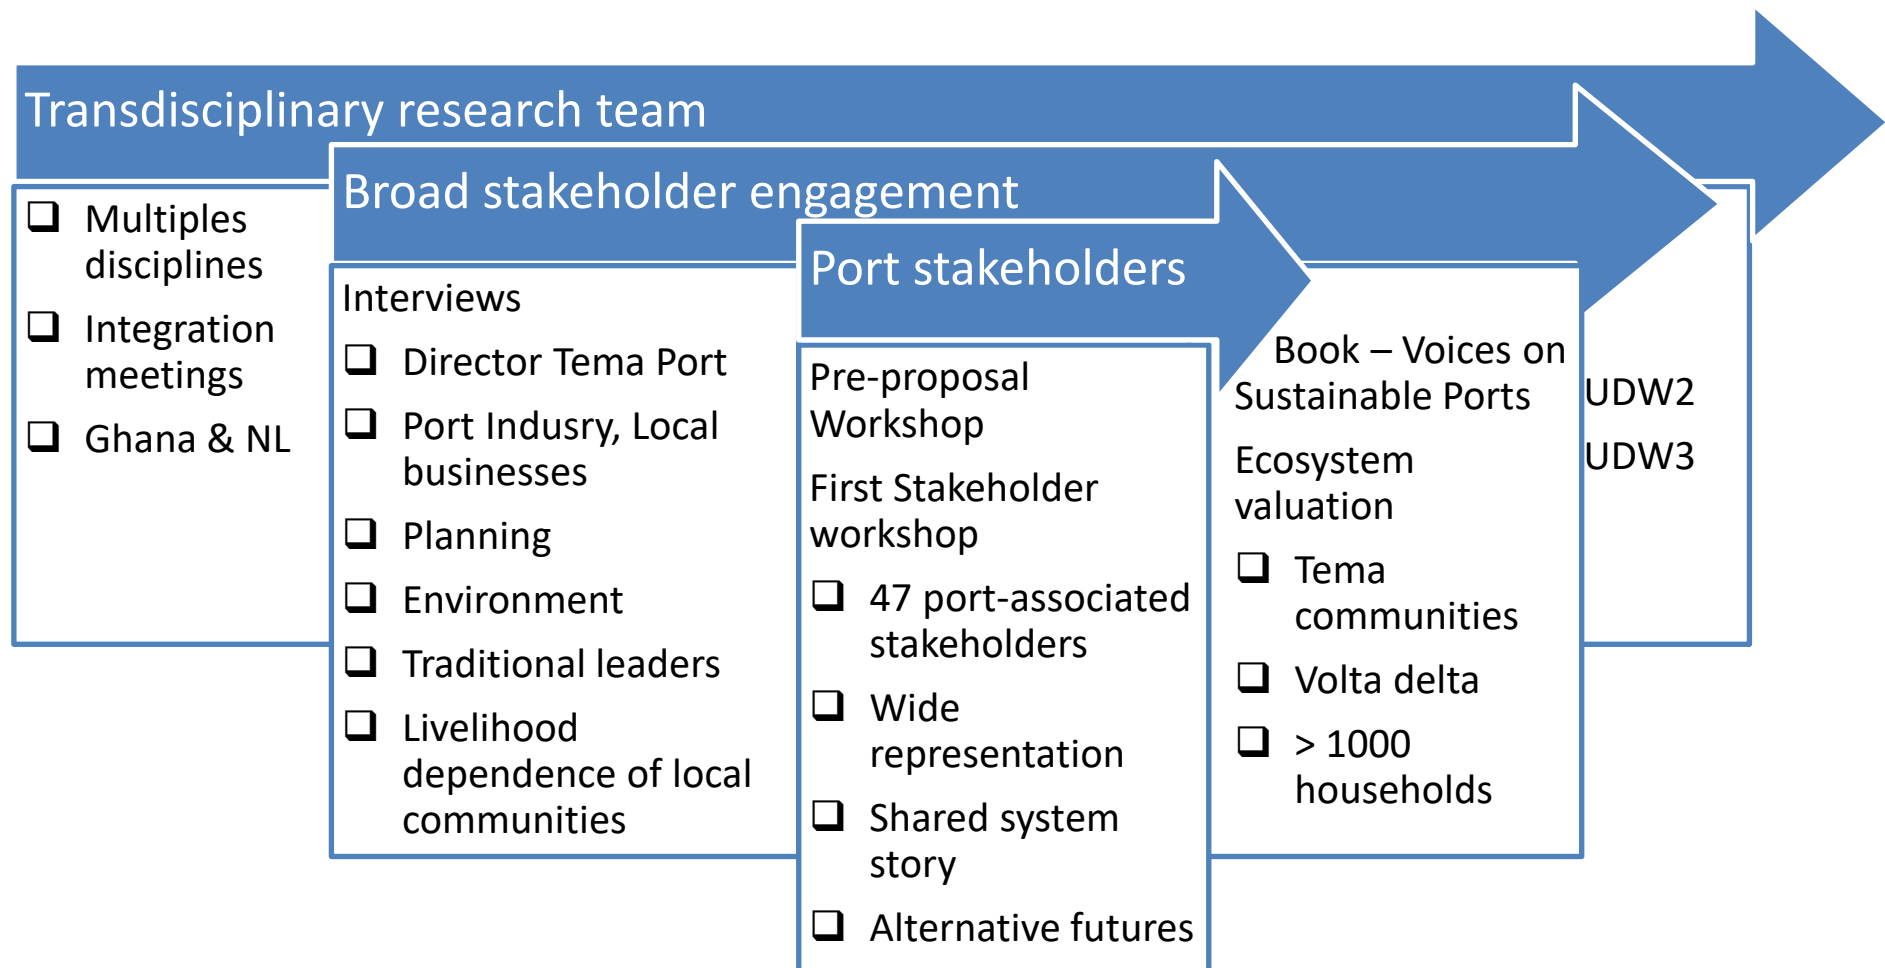 Transdisciplinary research team
Multiples
disciplines
Integration
meetings
Ghana & NL
Broad stakeholder engagement
Interviews
Director Tema Port
Port Indusry, Local
businesses
Planning
Environment
Traditional leaders
Livelihood
dependence of local
communities
Port stakeholders
Pre-proposal
Workshop
First Stakeholder
workshop
47 port-associated
stakeholders
Wide
representation
Shared system
story
Alternative futures
Book – Voices on
Sustainable Ports
Ecosystem
valuation
Tema
communities
Volta delta
> 1000
households
UDW2
UDW3